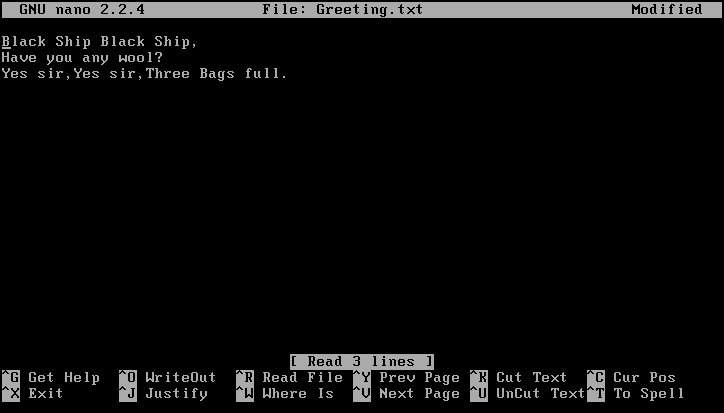 GNU nano 2.2.4 File: Greeting.txt Modified
Black Ship Black Ship,
Have you any wool?
Yes sir,Yes sir,Three Bags full.
[ Read 3 lines ]
^G Get Help ^O WriteOut ^R Read File ^Y Prev Page ^K Cut Text ^C Cur Pos
^X Exit ^J Justify ^W Where Is ^V Next Page ^U UnCut Text ^T To Spell